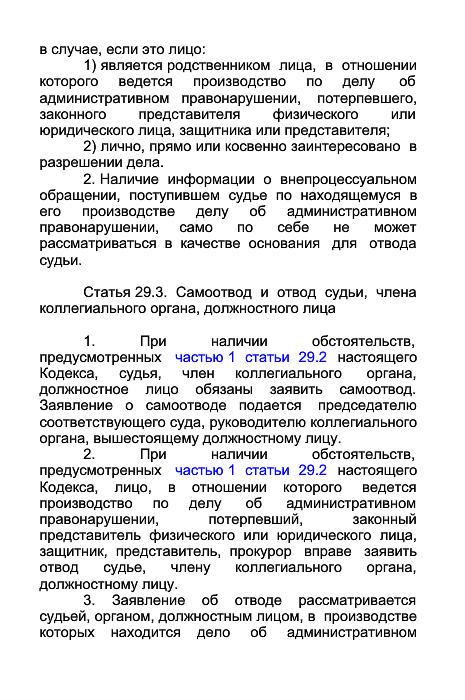 в случае, если это лицо:
1) является родственником лица, в отношении
которого ведется производство по делу об
административном правонарушении, потерпевшего,
законного представителя физического или
юридического лица, защитника или представителя;
2) лично, прямо или косвенно заинтересовано в
разрешении дела.
2. Наличие информации о внепроцессуальном
обращении, поступившем судье по находящемуся в
его производстве делу об административном
правонарушении, само по себе не может
рассматриваться в качестве основания для отвода
судьи.
Статья 29.3. Самоотвод и отвод судьи, члена
коллегиального органа, должностного лица
1. При наличии обстоятельств,
предусмотренных частью 1 статьи 29.2 настоящего
Кодекса, судья, член коллегиального органа,
должностное лицо обязаны заявить самоотвод.
Заявление о самоотводе подается председателю
соответствующего суда, руководителю коллегиального
органа, вышестоящему должностному лицу.
2. При наличии обстоятельств,
предусмотренных частью 1 статьи 29.2 настоящего
Кодекса, лицо, в отношении которого ведется
производство по делу об административном
правонарушении, потерпевший, законный
представитель физического или юридического лица,
защитник, представитель, прокурор вправе заявить
отвод судье, члену коллегиального органа,
должностному лицу.
3. Заявление об отводе рассматривается
судьей, органом, должностным лицом, в производстве
которых находится дело об административном